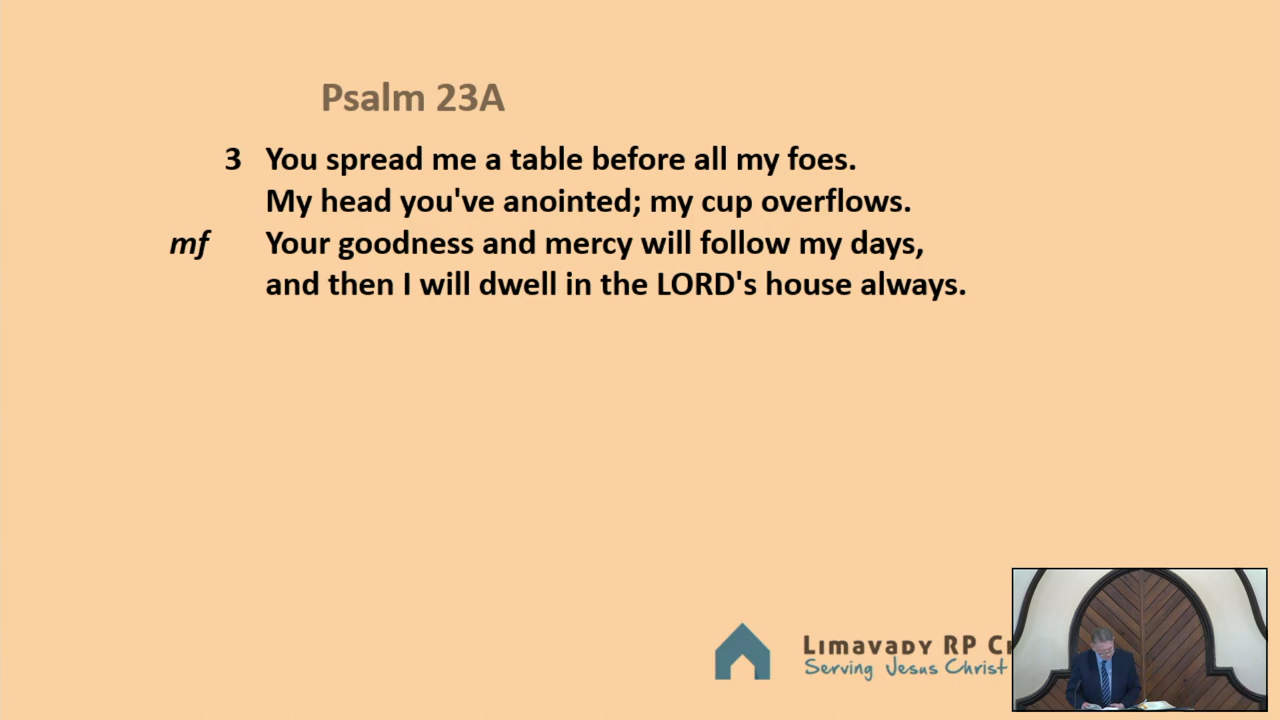 Psalm 23A
3 You spread me a table before all my foes.
My head you've anointed; my cup overflows.
mf Your goodness and mercy will follow my days,
and then I will dwell in the LORD's house always.
Limavady RP
Serving Jesus Christ